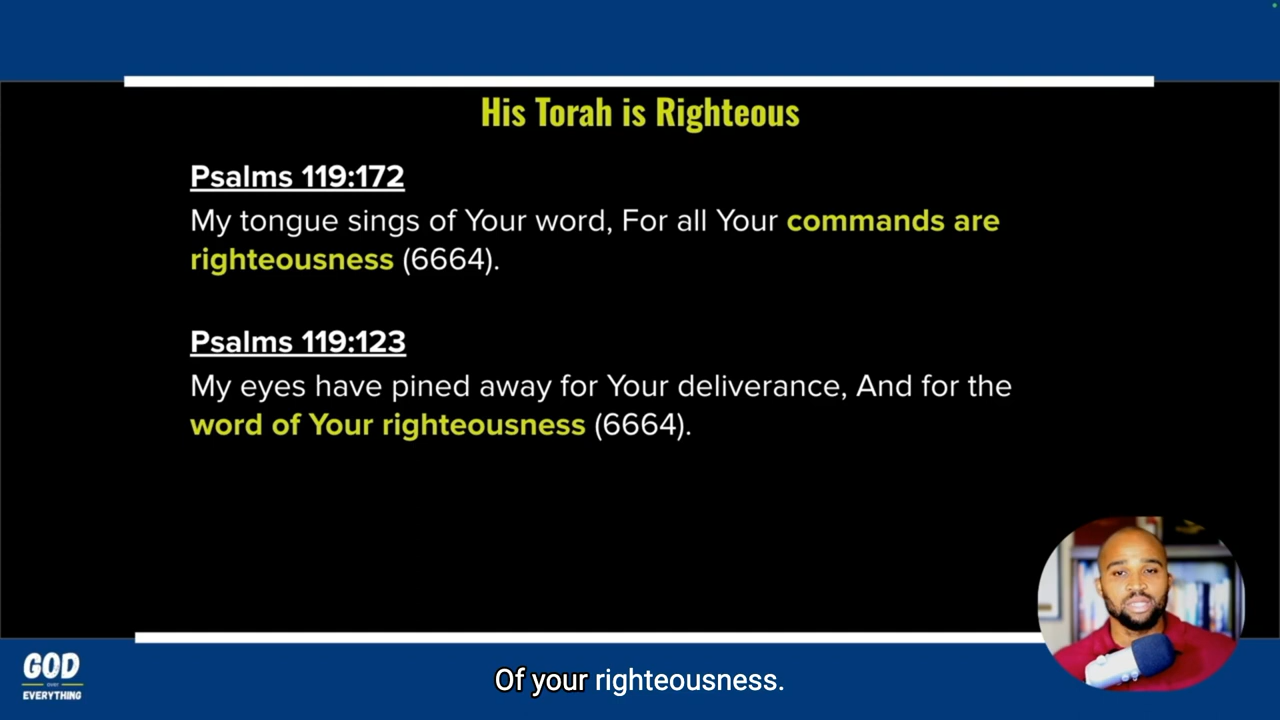 His Torah is Righteous
Psalms 119:172
My tongue sings of Your word, For all Your commands are
righteousness (6664).
Psalms 119:123
My eyes have pined away for Your deliverance, And for the
word of Your righteousness (6664).
GOD
OVER
EVERYTHING
Of your righteousness.